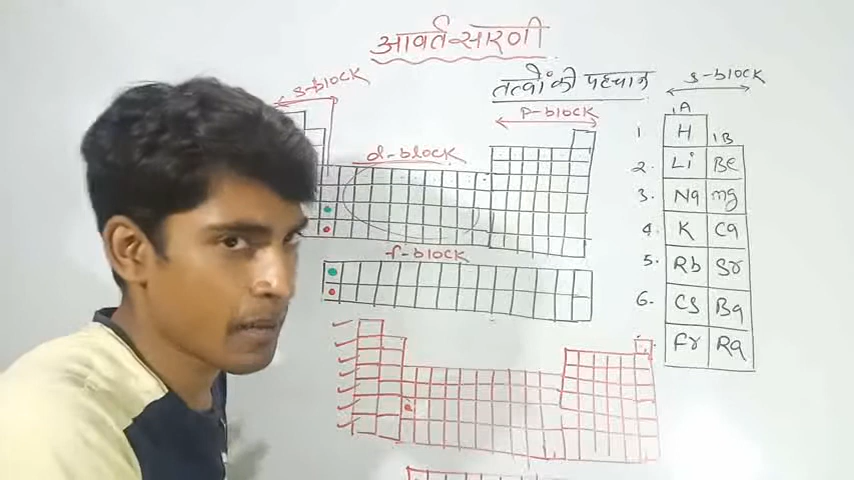 आवर्त सारणी
s-block
तत्वों की पहचान
s-block
d-block
P-block
f-block
1A
1B
1 H
2. Li Be
3. Na mg
4. K Ca
5. Rb Sr
6. Cs Ba
Fr Ra